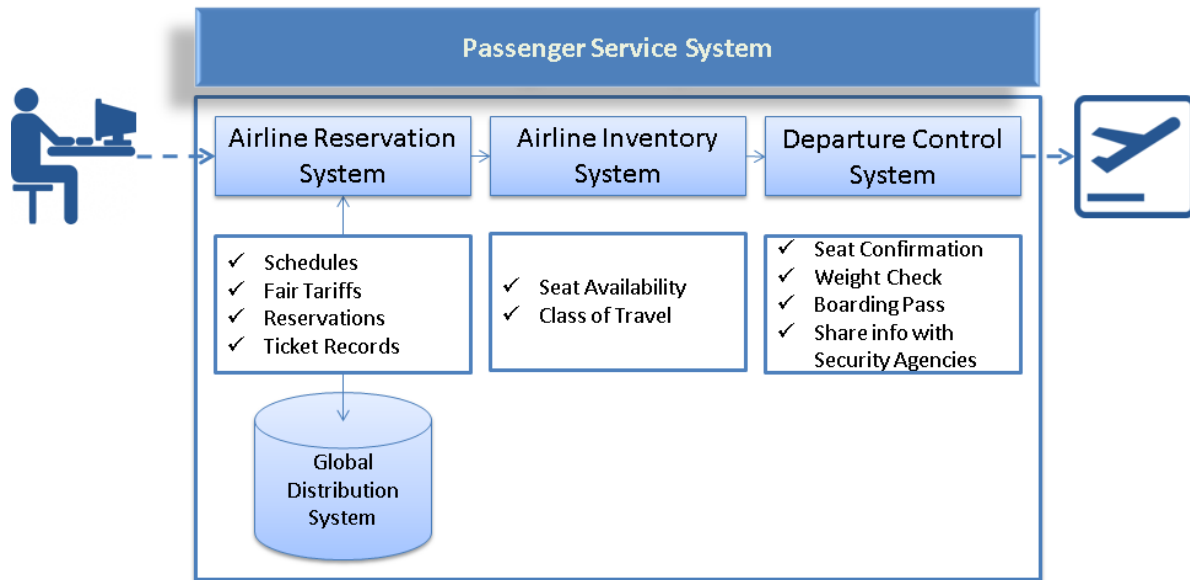 Passenger Service System
Airline Reservation
System
Airline Inventory
System
Departure Control
System
✓ Schedules
✓ Fair Tariffs
✓ Reservations
✓ Ticket Records
✓ Seat Availability
✓ Class of Travel
✓ Seat Confirmation
✓ Weight Check
✓ Boarding Pass
✓ Share info with
Security Agencies
Global
Distribution
System